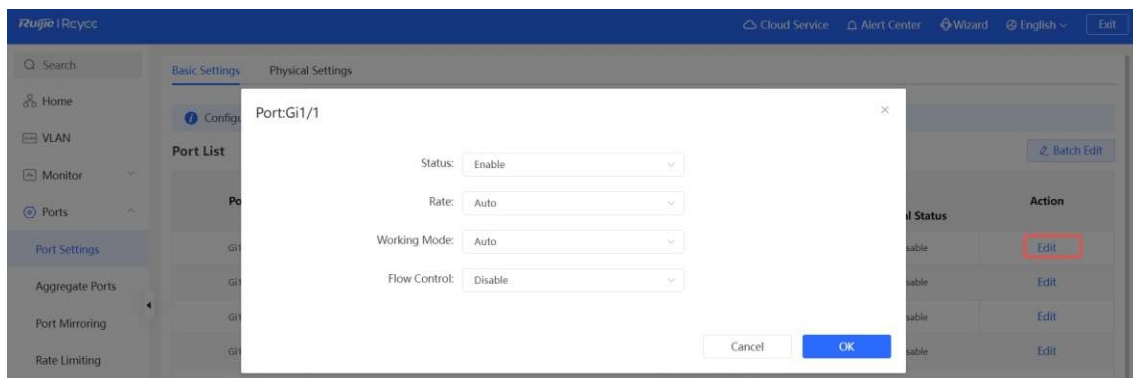 Ruijie | Rcycc
Cloud Service Alert Center Wizard English Exit
Search
Basic Settings Physical Settings
Home
Port:Gi1/1
VLAN
Port List
Batch Edit
Status: Enable
Monitor
Rate: Auto
Action
Status
Ports
Working Mode: Auto
Port Settings
Edit
Flow Control: Disable
Aggregate Ports
Edit
Port Mirroring
Edit
Cancel OK
Rate Limiting
Edit